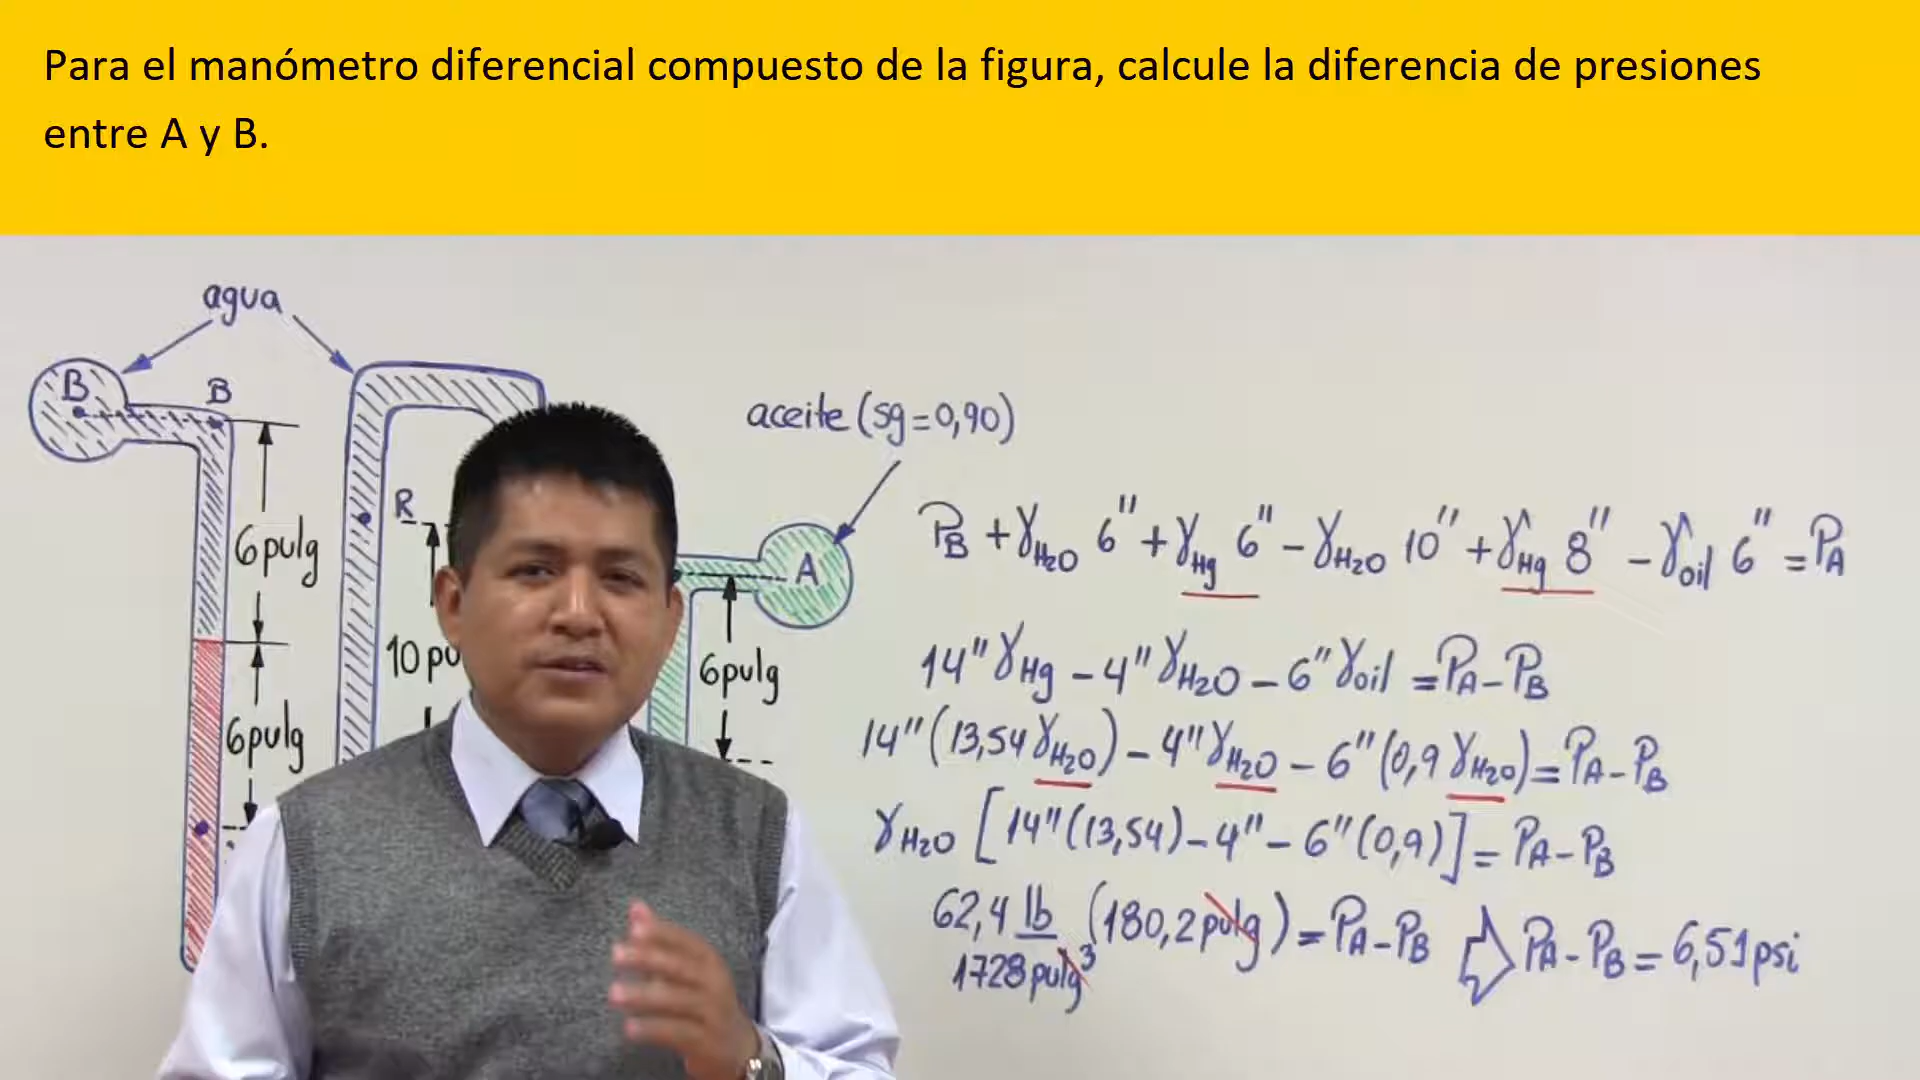 Para el manómetro diferencial compuesto de la figura, calcule la diferencia de presiones
entre A y B.
agua
B
B
R
6pulg
10 pu
6pulg
aceite (sg=0,90)
A
6pulg
P_B + γ_H2O 6" + γ_Hg 6" - γ_H2O 10" + γ_Hg 8" - γ_oil 6" = P_A
14" γ_Hg - 4" γ_H2O - 6" γ_oil = P_A - P_B
14" (13,54 γ_H2O) - 4" γ_H2O - 6" (0,9 γ_H2O) = P_A - P_B
γ_H2O [14" (13,54) - 4" - 6" (0,9)] = P_A - P_B
62,4 lb (180,2 pulg) = P_A - P_B ⇒ P_A - P_B = 6,51 psi
1728 pulg³